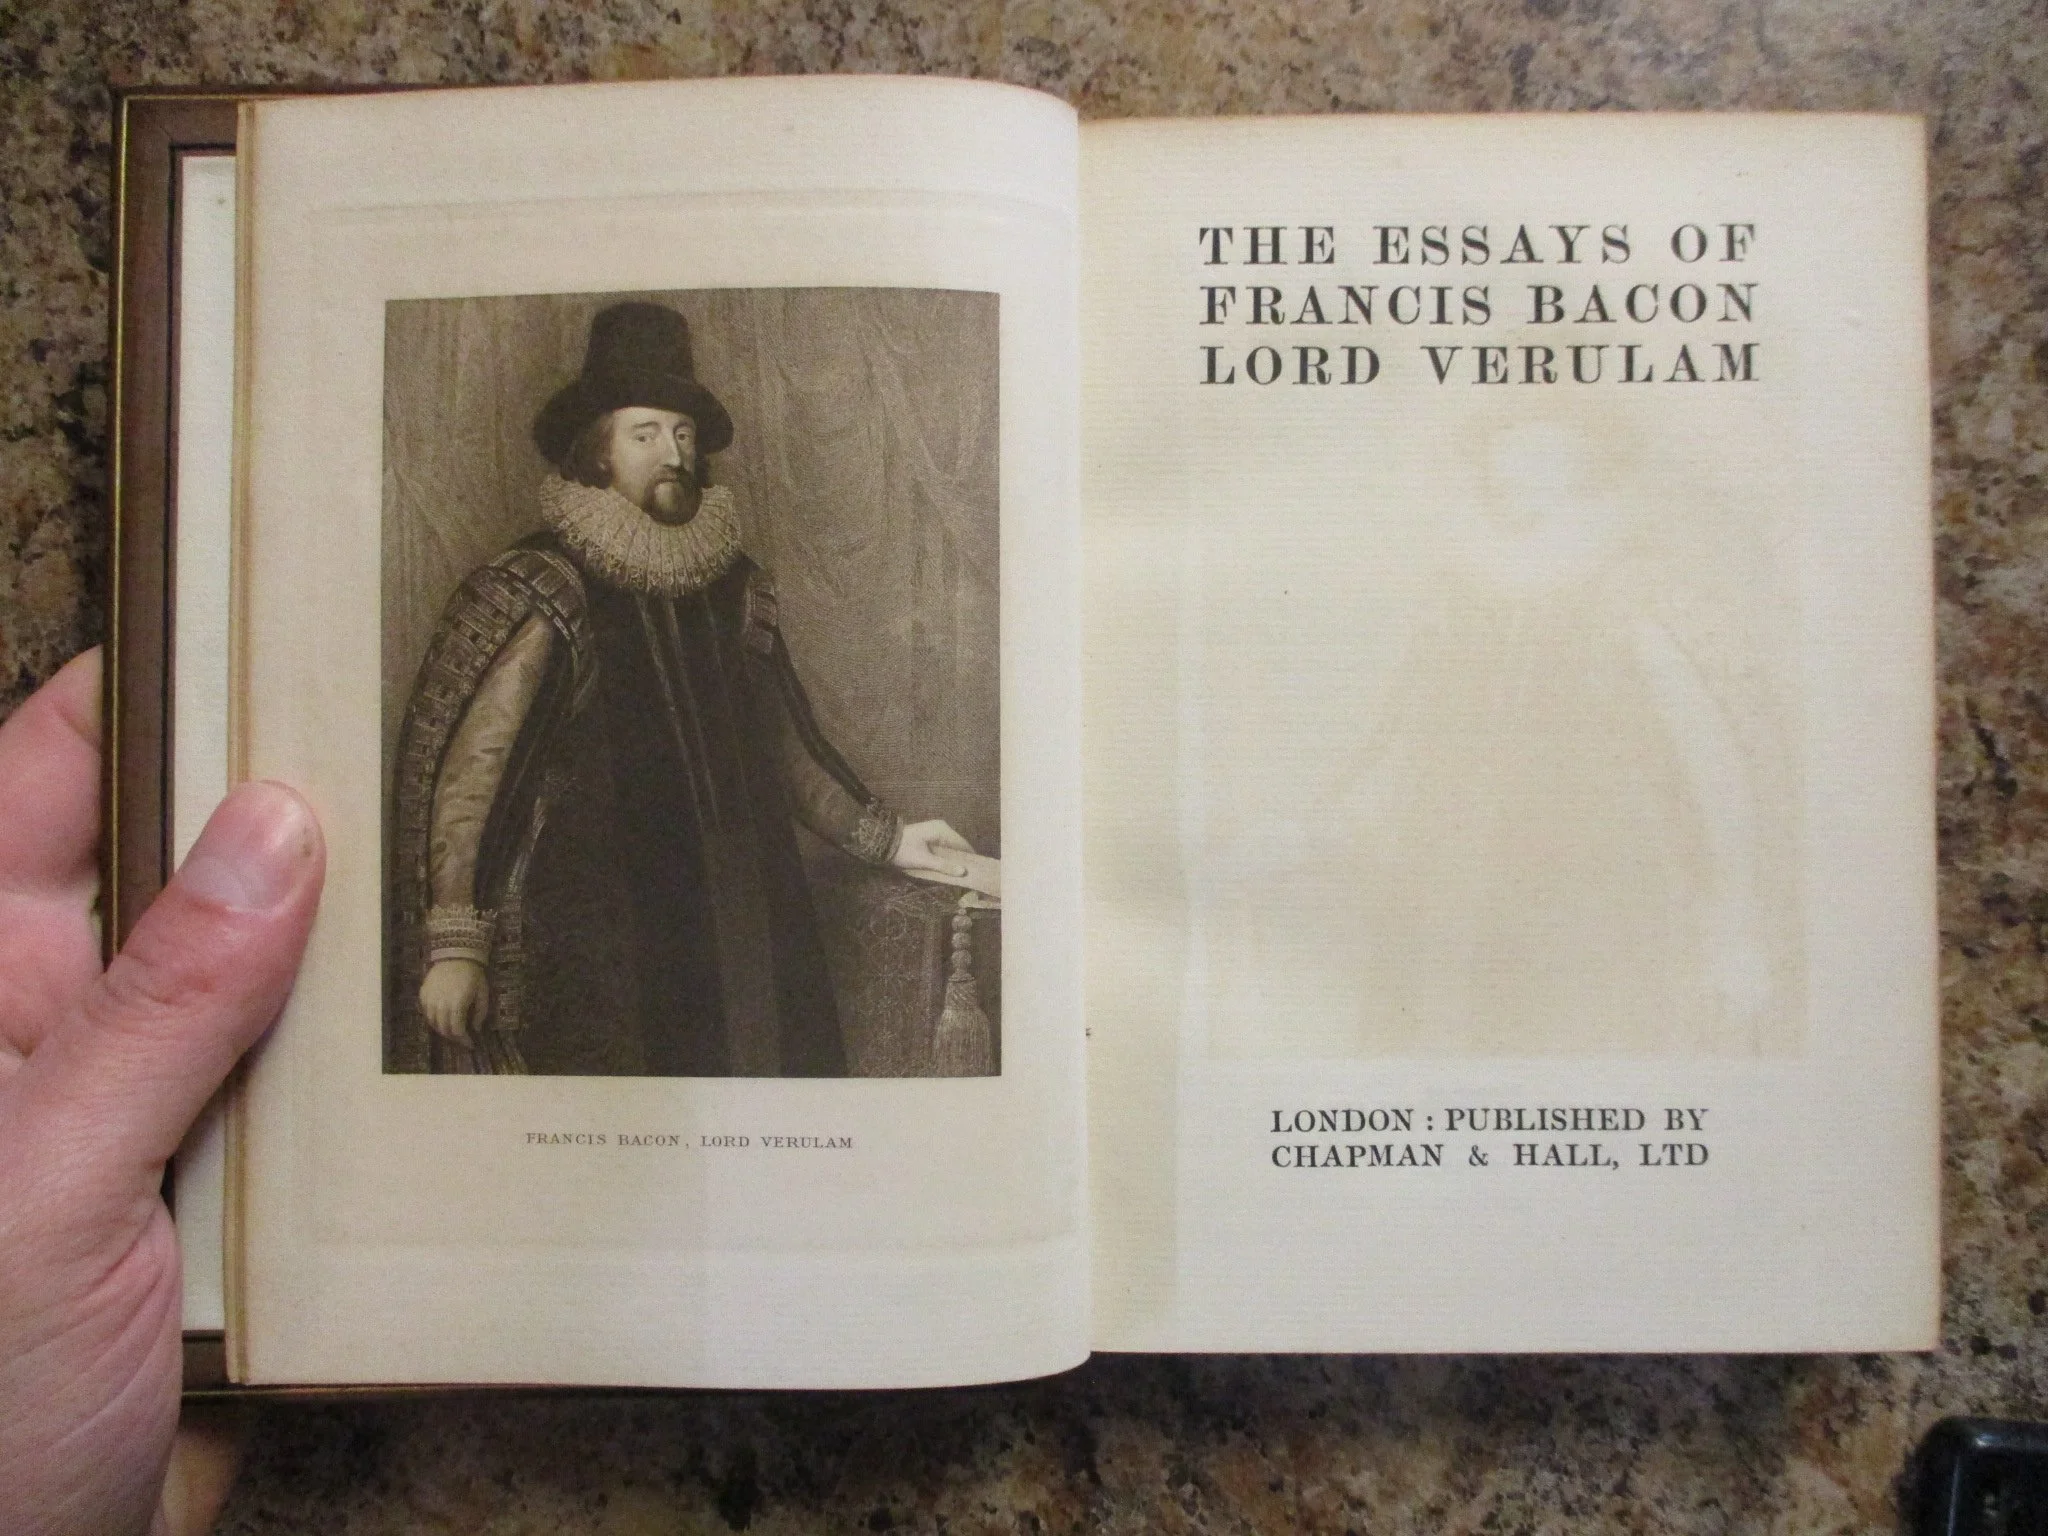 FRANCIS BACON, LORD VERULAM
THE ESSAYS OF
FRANCIS BACON
LORD VERULAM
LONDON : PUBLISHED BY
CHAPMAN & HALL, LTD